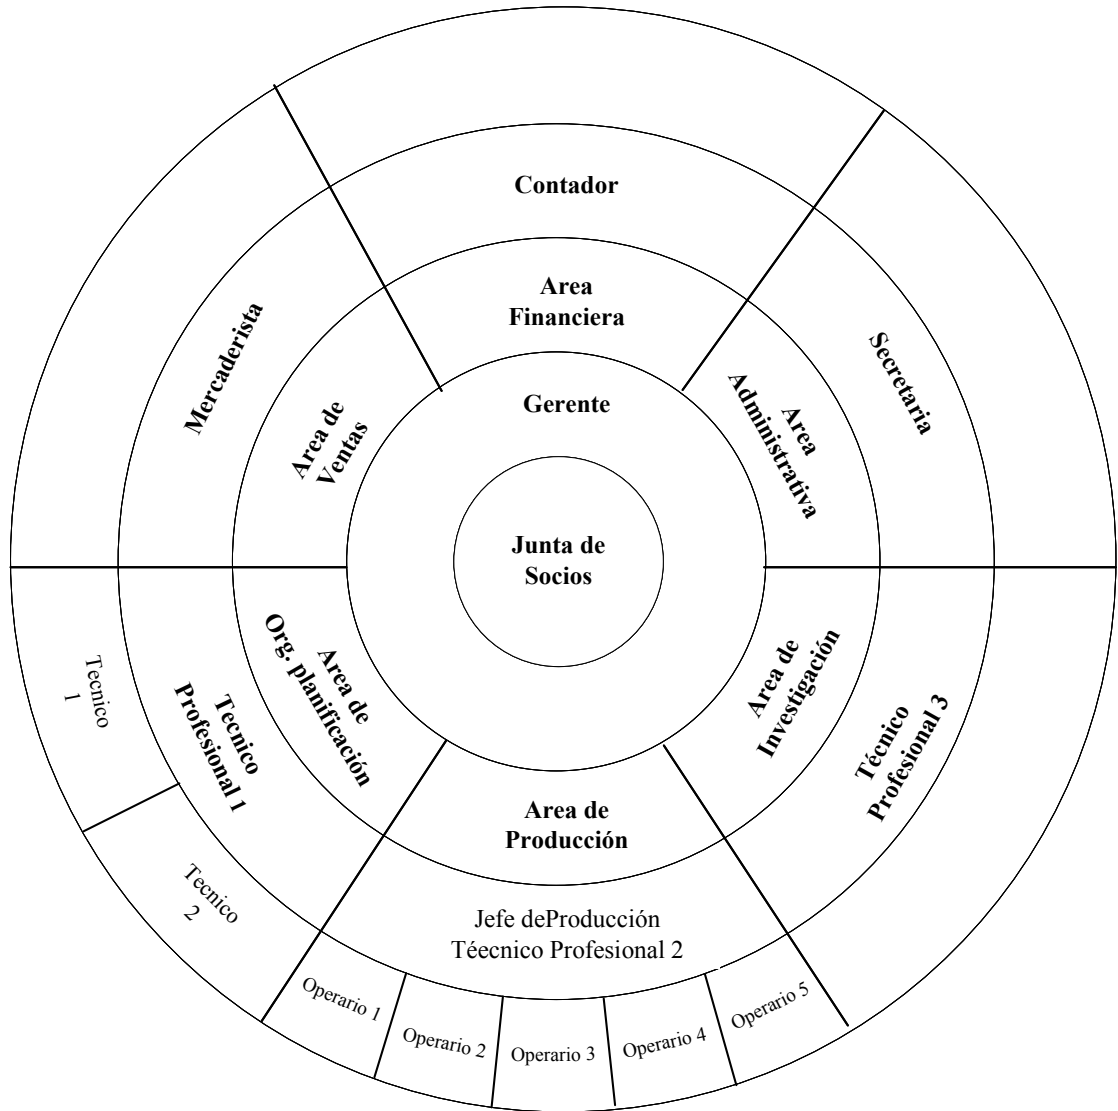 Contador
Area
Financiera
Gerente
Junta de
Socios
Mercaderista
Area de
Ventas
Area
Administrativa
Secretaria
Tecnico
1
Tecnico
2
Tecnico
Profesional 1
Area de
Org. planificación
Area de
Producción
Jefe deProducción
Téecnico Profesional 2
Area de
Investigación
Técnico
Profesional 3
Operario 1
Operario 2
Operario 3
Operario 4
Operario 5